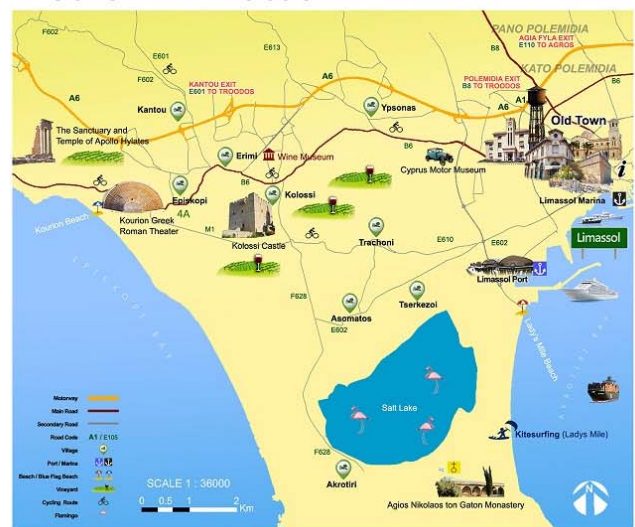 PANO POLEMIDIA
AGIA FYLA EXIT
E110 TO AGROS
F602
E601
E613
B8
F602
KATO POLEMIDIA
KANTOU EXIT
E601 TO TROODOS
A6
POLEMIDIA EXIT
B8 TO TROODOS
B6
A6
Kantou
Ypsonas
A6
A1
Old Town
The Sanctuary and
Temple of Apollo Hylates
Erimi
Wine Museum
B6
Cyprus Motor Museum
i
B6
Episkopi
Kolossi
Limassol Marina
4A
Kourion Beach
Kourion Greek
Roman Theater
M1
Kolossi Castle
Trachoni
E610
E602
Limassol
Limassol Port
EPISKOPI BAY
F628
Asomatos
Tserkezoi
E602
Lady's Mile Beach
AKROTIRI BAY
Salt Lake
Kitesurfing (Ladys Mile)
F628
Akrotiri
Agios Nikolaos ton Gaton Monastery
Motorway
Main Road
Secondary Road
Road Code A1 / E105
Village
Port / Marina
Beach / Blue Flag Beach
Vineyard
Cycling Route
Flamingo
SCALE 1 : 36000
0 0.5 1 2
Km